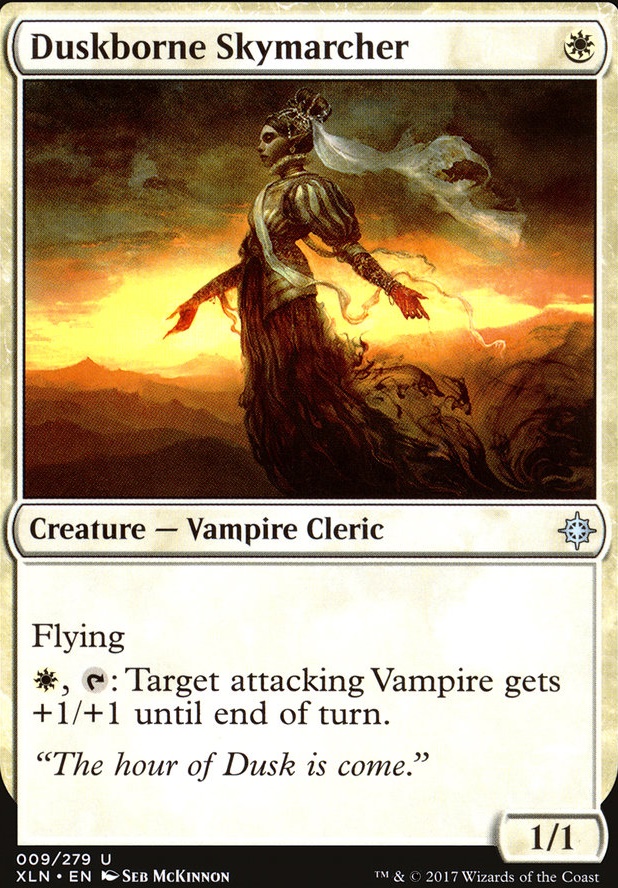 Duskborne Skymarcher
Creature — Vampire Cleric
Flying
, : Target attacking Vampire gets
+1/+1 until end of turn.
“The hour of Dusk is come.”
1/1
009/279 U
XLN • EN Seb McKinnon
™ & © 2017 Wizards of the Coast